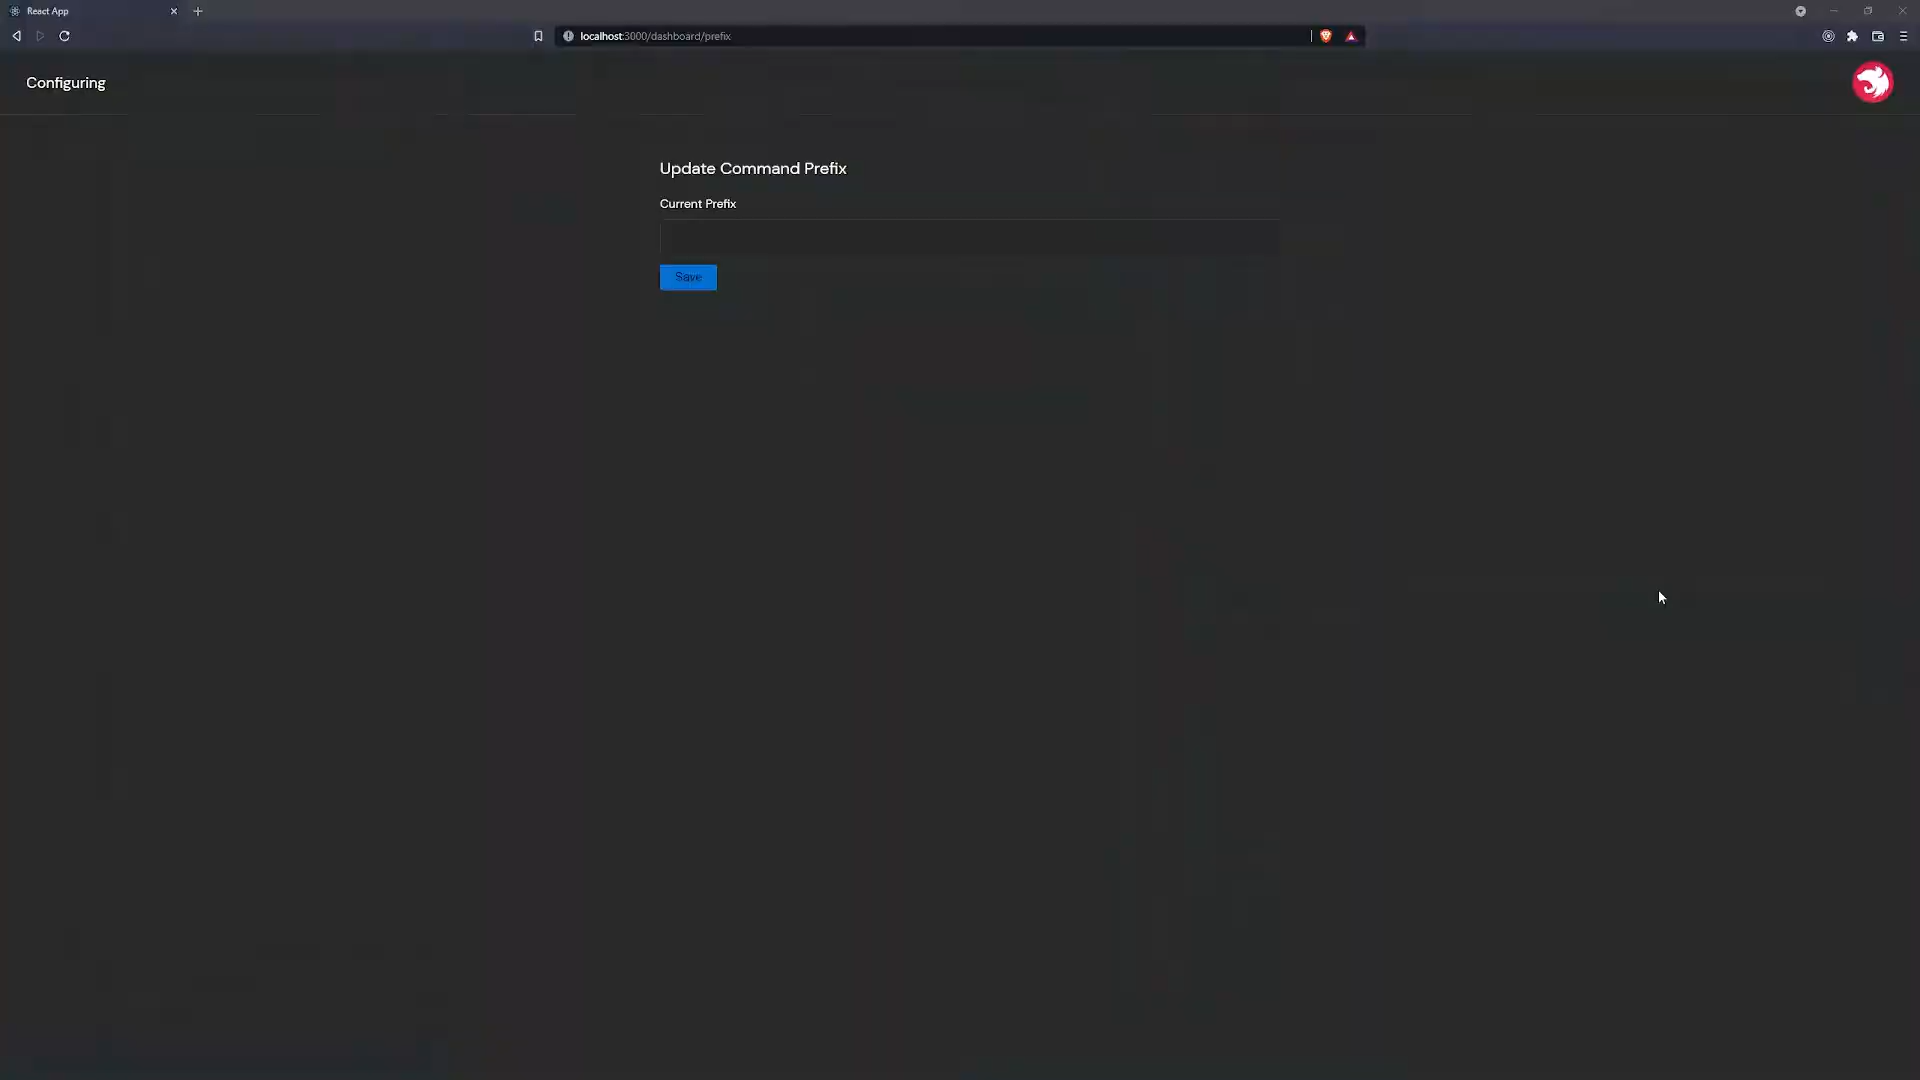 React App
localhost:3000/dashboard/prefix
Configuring
Update Command Prefix
Current Prefix
Save